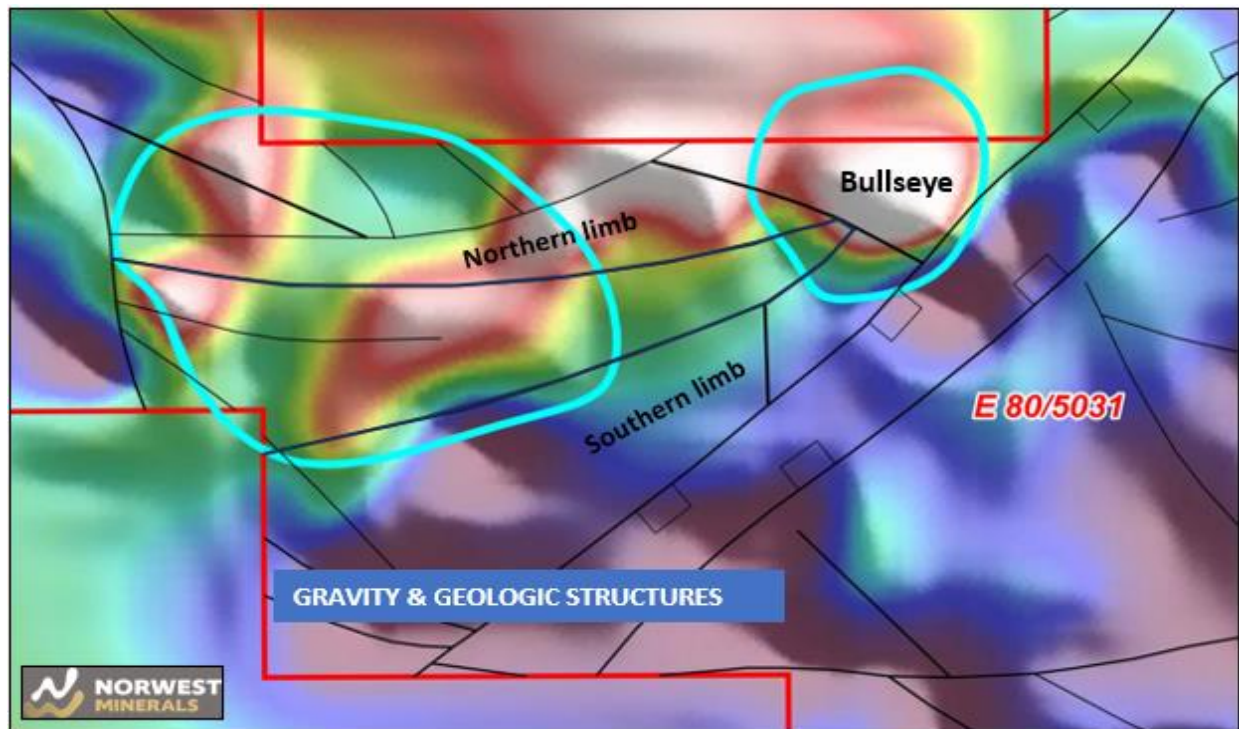 Bullseye
Northern limb
Southern limb
E 80/5031
GRAVITY & GEOLOGIC STRUCTURES
NORWEST
MINERALS